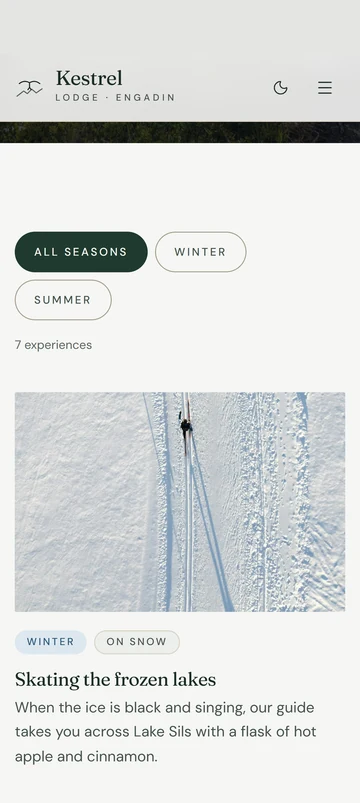 Kestrel
LODGE · ENGADIN
ALL SEASONS
WINTER
SUMMER
7 experiences
WINTER
ON SNOW
Skating the frozen lakes
When the ice is black and singing, our guide
takes you across Lake Sils with a flask of hot
apple and cinnamon.